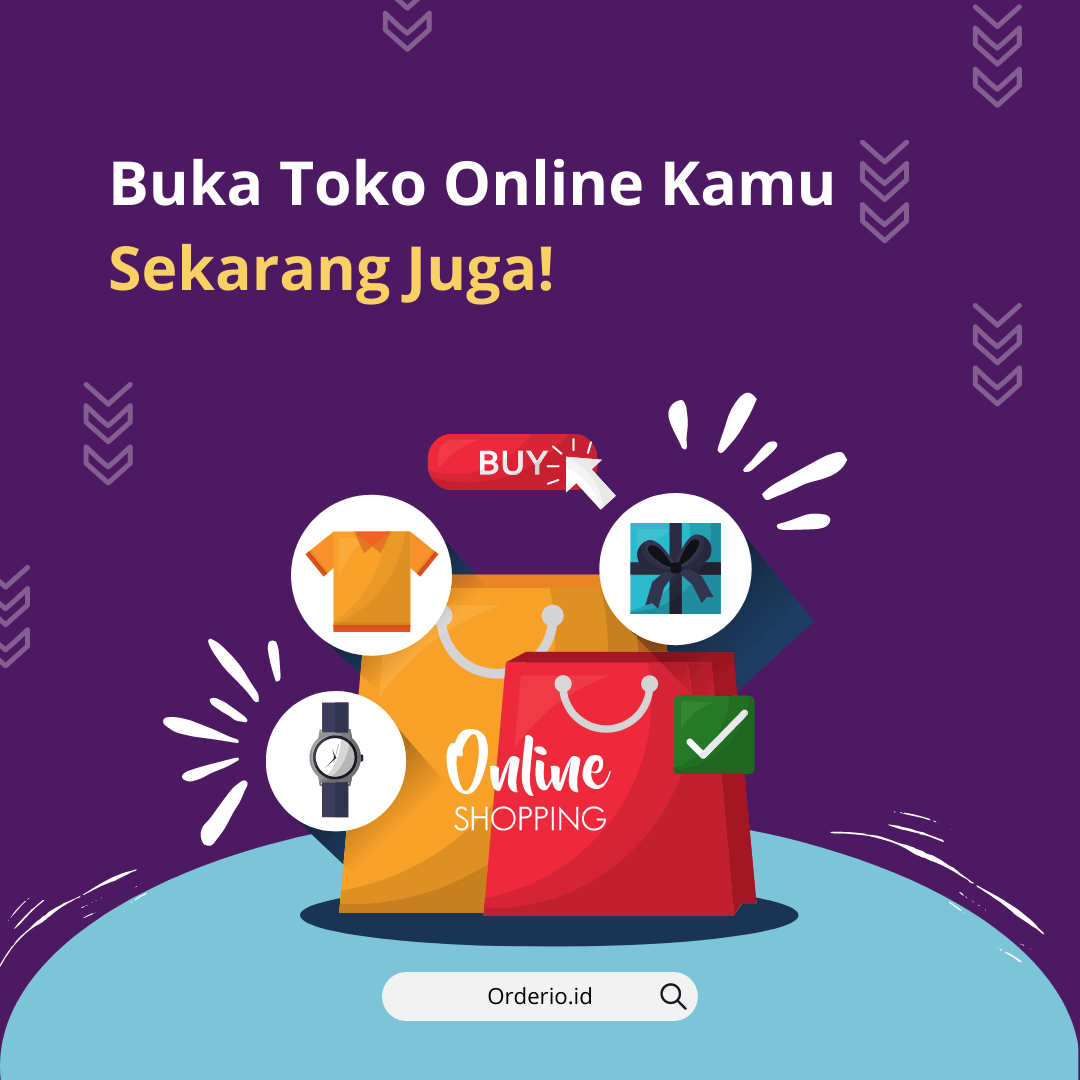 Buka Toko Online Kamu
Sekarang Juga!
BUY
Online
SHOPPING
Orderio.id